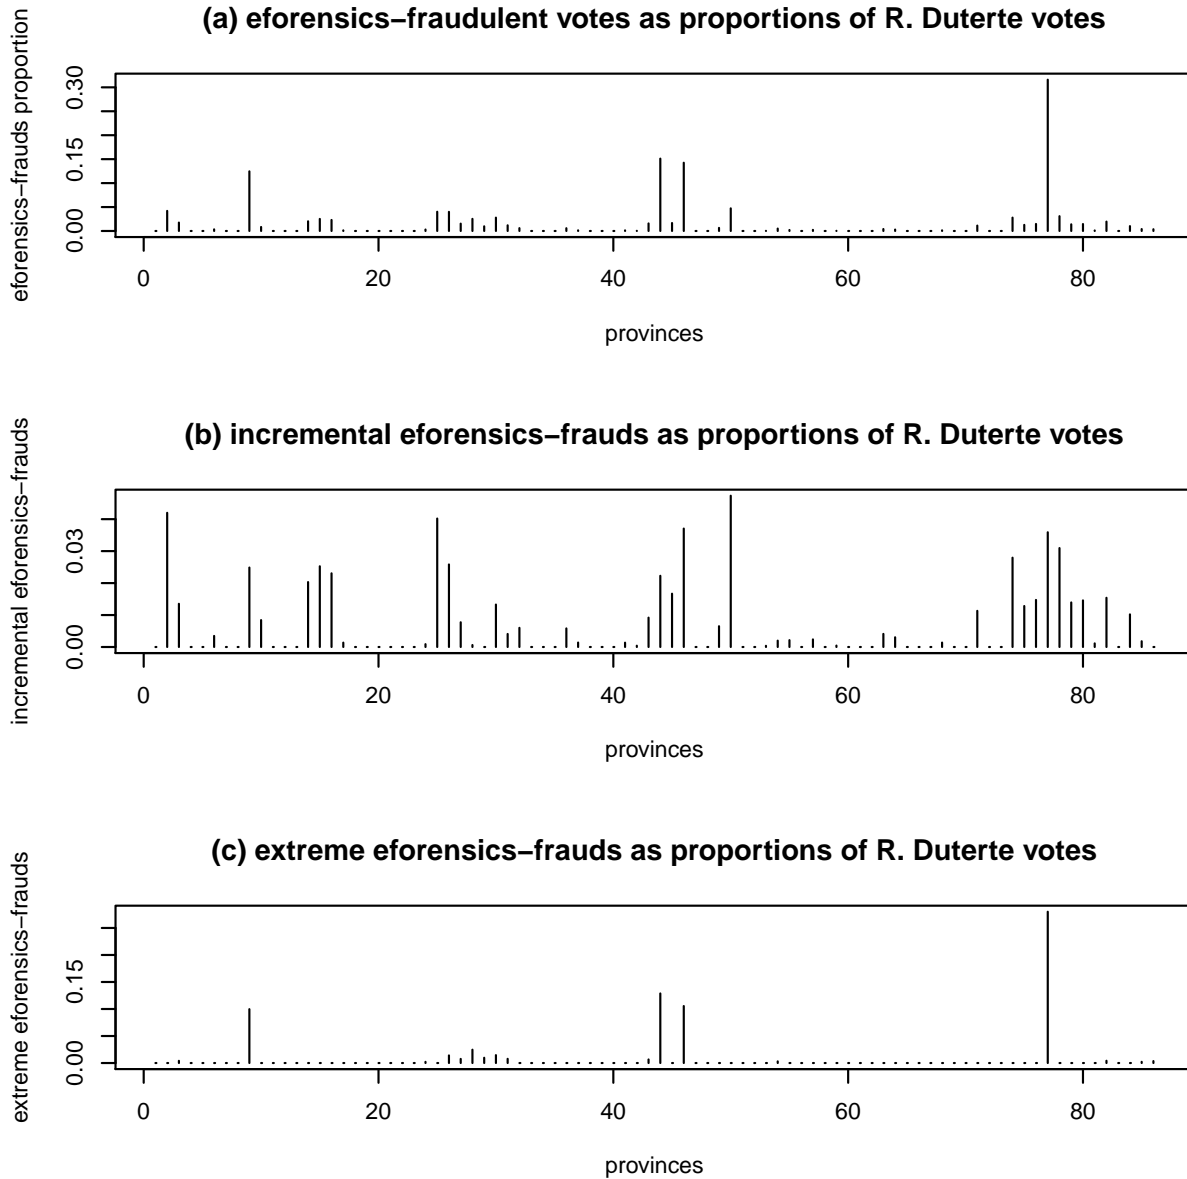 (a) eforensics−fraudulent votes as proportions of R. Duterte votes
eforensics−frauds proportion
0.00 0.15 0.30
0 20 40 60 80
provinces
(b) incremental eforensics−frauds as proportions of R. Duterte votes
incremental eforensics−frauds
0.00 0.03
0 20 40 60 80
provinces
(c) extreme eforensics−frauds as proportions of R. Duterte votes
extreme eforensics−frauds
0.00 0.15
0 20 40 60 80
provinces